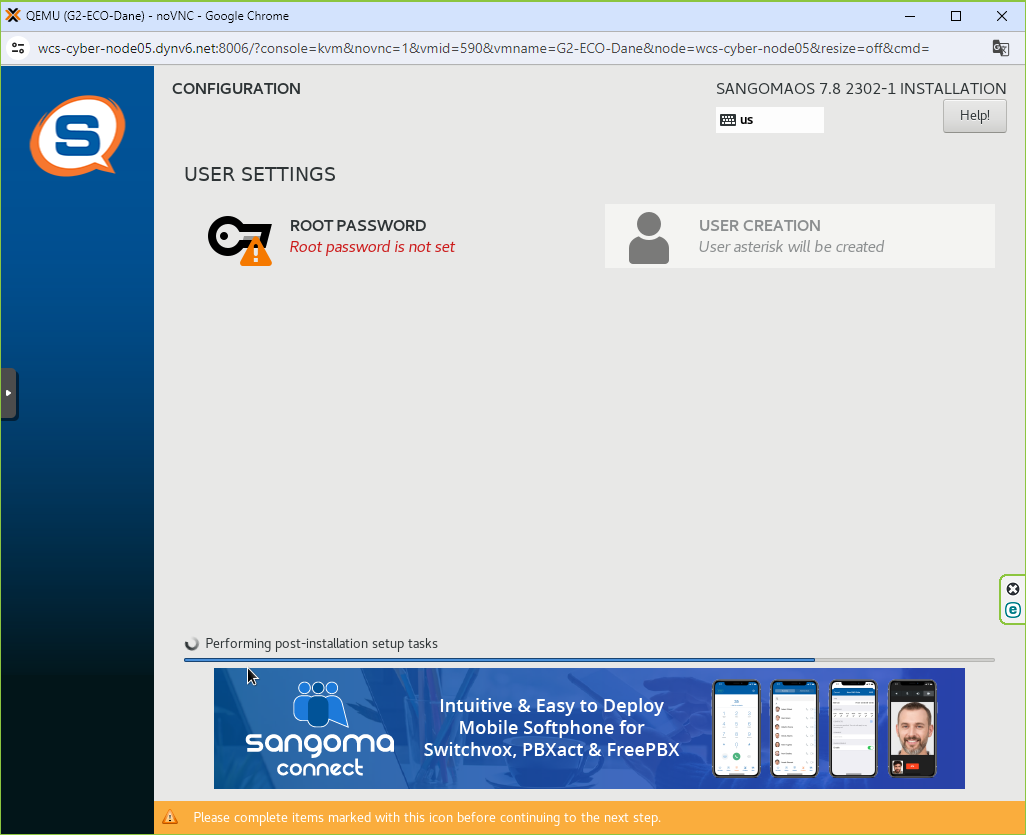 QEMU (G2-ECO-Dane) - noVNC - Google Chrome
wcs-cyber-node05.dynv6.net:8006/?console=kvm&novnc=1&vmid=590&vmname=G2-ECO-Dane&node=wcs-cyber-node05&resize=off&cmd=
CONFIGURATION
SANGOMAOS 7.8 2302-1 INSTALLATION
us
Help!
S
USER SETTINGS
ROOT PASSWORD
Root password is not set
USER CREATION
User asterisk will be created
e
Performing post-installation setup tasks
sangoma
connect
Intuitive & Easy to Deploy
Mobile Softphone for
Switchvox, PBXact & FreePBX
Please complete items marked with this icon before continuing to the next step.